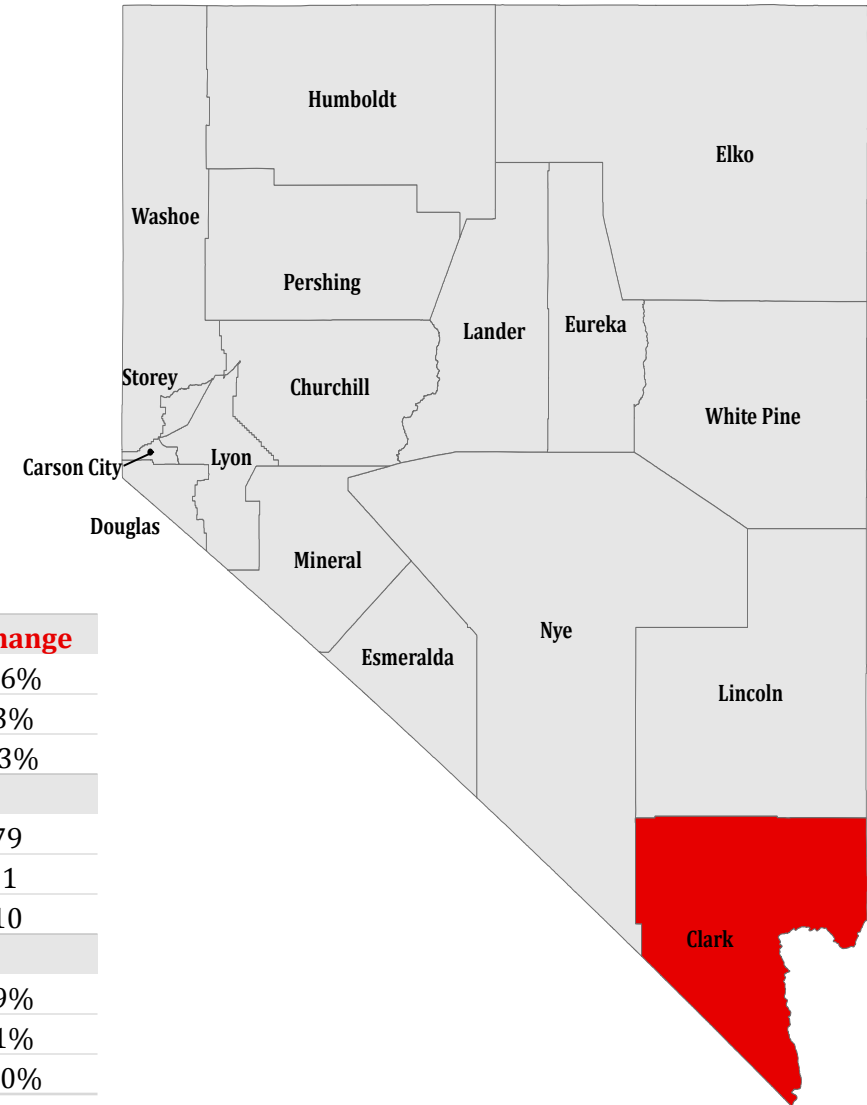 Humboldt
Elko
Washoe
Pershing
Lander
Eureka
Storey
Churchill
White Pine
Lyon
Carson City
Douglas
Mineral
Nye
Esmeralda
Lincoln
Clark
6%
3%
3%
79
1
10
9%
1%
0%